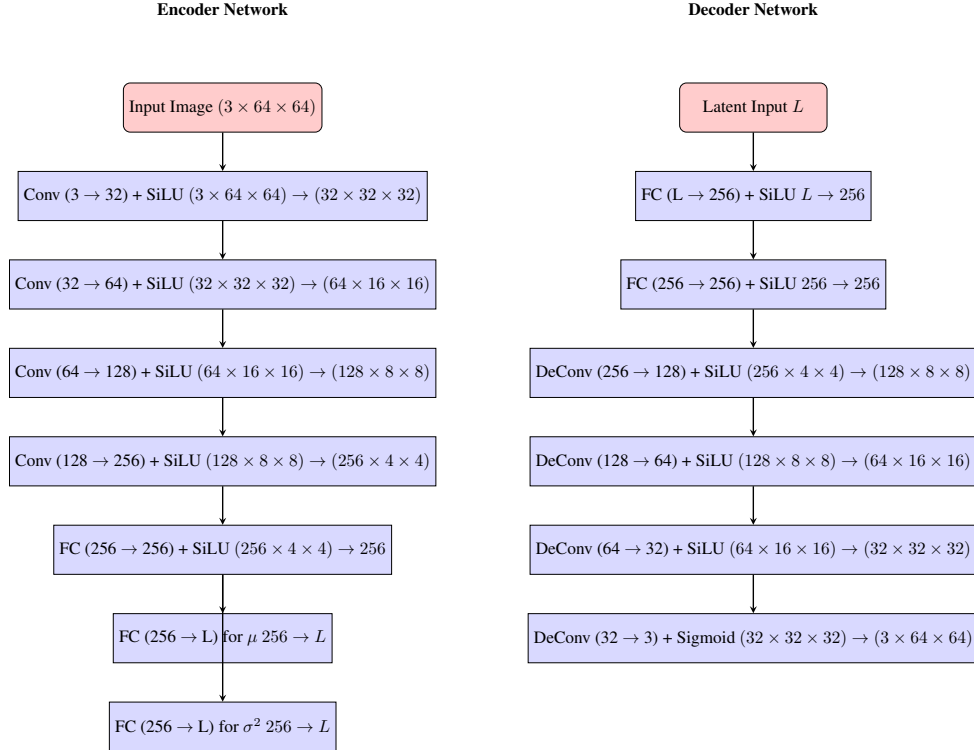 Encoder Network
Input Image (3 × 64 × 64)
Conv (3 → 32) + SiLU (3 × 64 × 64) → (32 × 32 × 32)
Conv (32 → 64) + SiLU (32 × 32 × 32) → (64 × 16 × 16)
Conv (64 → 128) + SiLU (64 × 16 × 16) → (128 × 8 × 8)
Conv (128 → 256) + SiLU (128 × 8 × 8) → (256 × 4 × 4)
FC (256 → 256) + SiLU (256 × 4 × 4) → 256
FC (256 → L) for μ 256 → L
FC (256 → L) for σ² 256 → L
Decoder Network
Latent Input L
FC (L → 256) + SiLU L → 256
FC (256 → 256) + SiLU 256 → 256
DeConv (256 → 128) + SiLU (256 × 4 × 4) → (128 × 8 × 8)
DeConv (128 → 64) + SiLU (128 × 8 × 8) → (64 × 16 × 16)
DeConv (64 → 32) + SiLU (64 × 16 × 16) → (32 × 32 × 32)
DeConv (32 → 3) + Sigmoid (32 × 32 × 32) → (3 × 64 × 64)